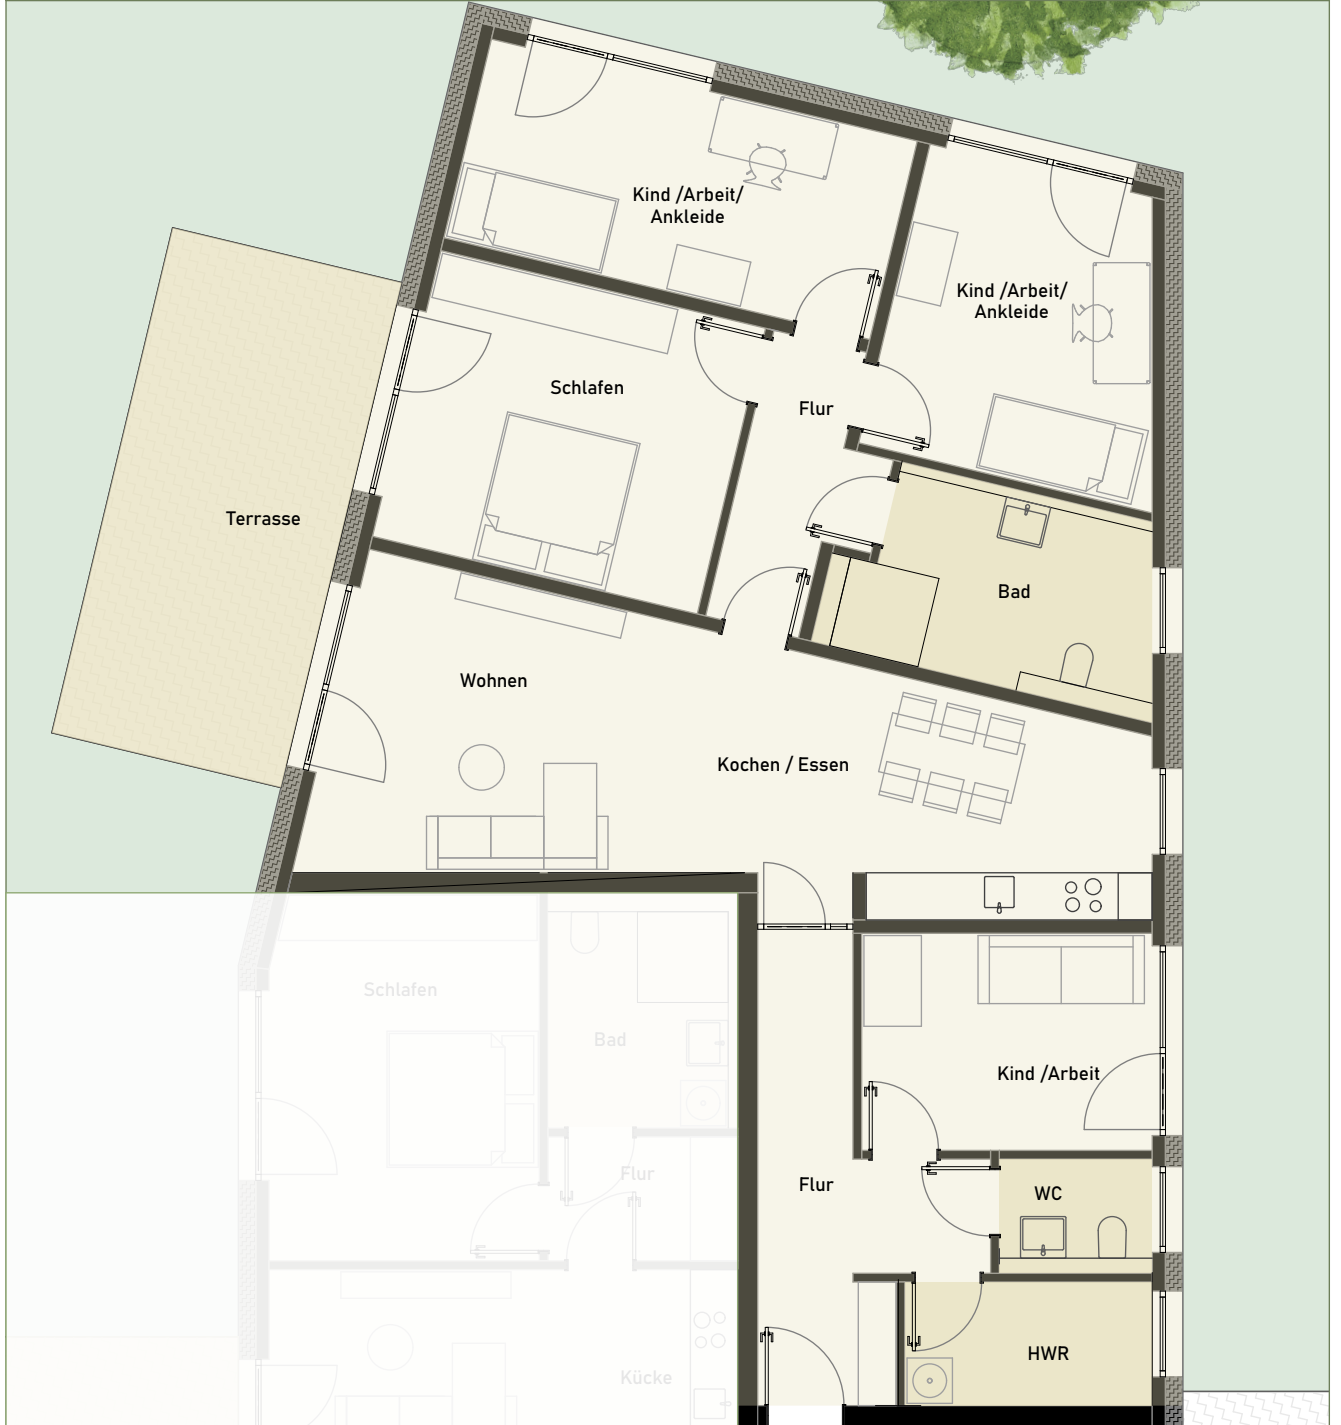 Kind /Arbeit/
Ankleide
Kind /Arbeit/
Ankleide
Schlafen
Flur
Terrasse
Bad
Wohnen
Kochen / Essen
Schlafen
Bad
Kind /Arbeit
Flur
Flur
WC
HWR
Kücke